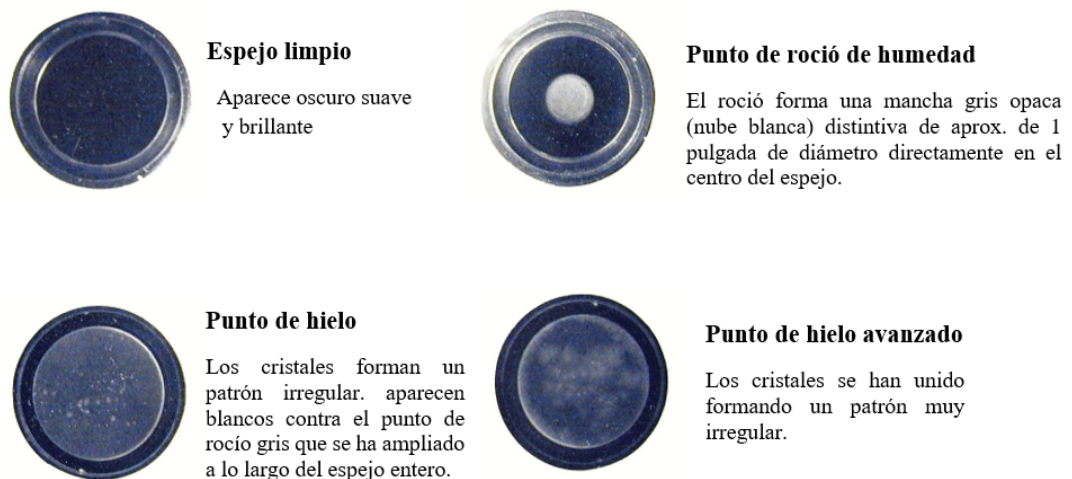 Espejo limpio
Aparece oscuro suave
y brillante
Punto de roció de humedad
El roció forma una mancha gris opaca
(nube blanca) distintiva de aprox. de 1
pulgada de diámetro directamente en el
centro del espejo.
Punto de hielo
Los cristales forman un
patrón irregular. aparecen
blancos contra el punto de
rocío gris que se ha ampliado
a lo largo del espejo entero.
Punto de hielo avanzado
Los cristales se han unido
formando un patrón muy
irregular.